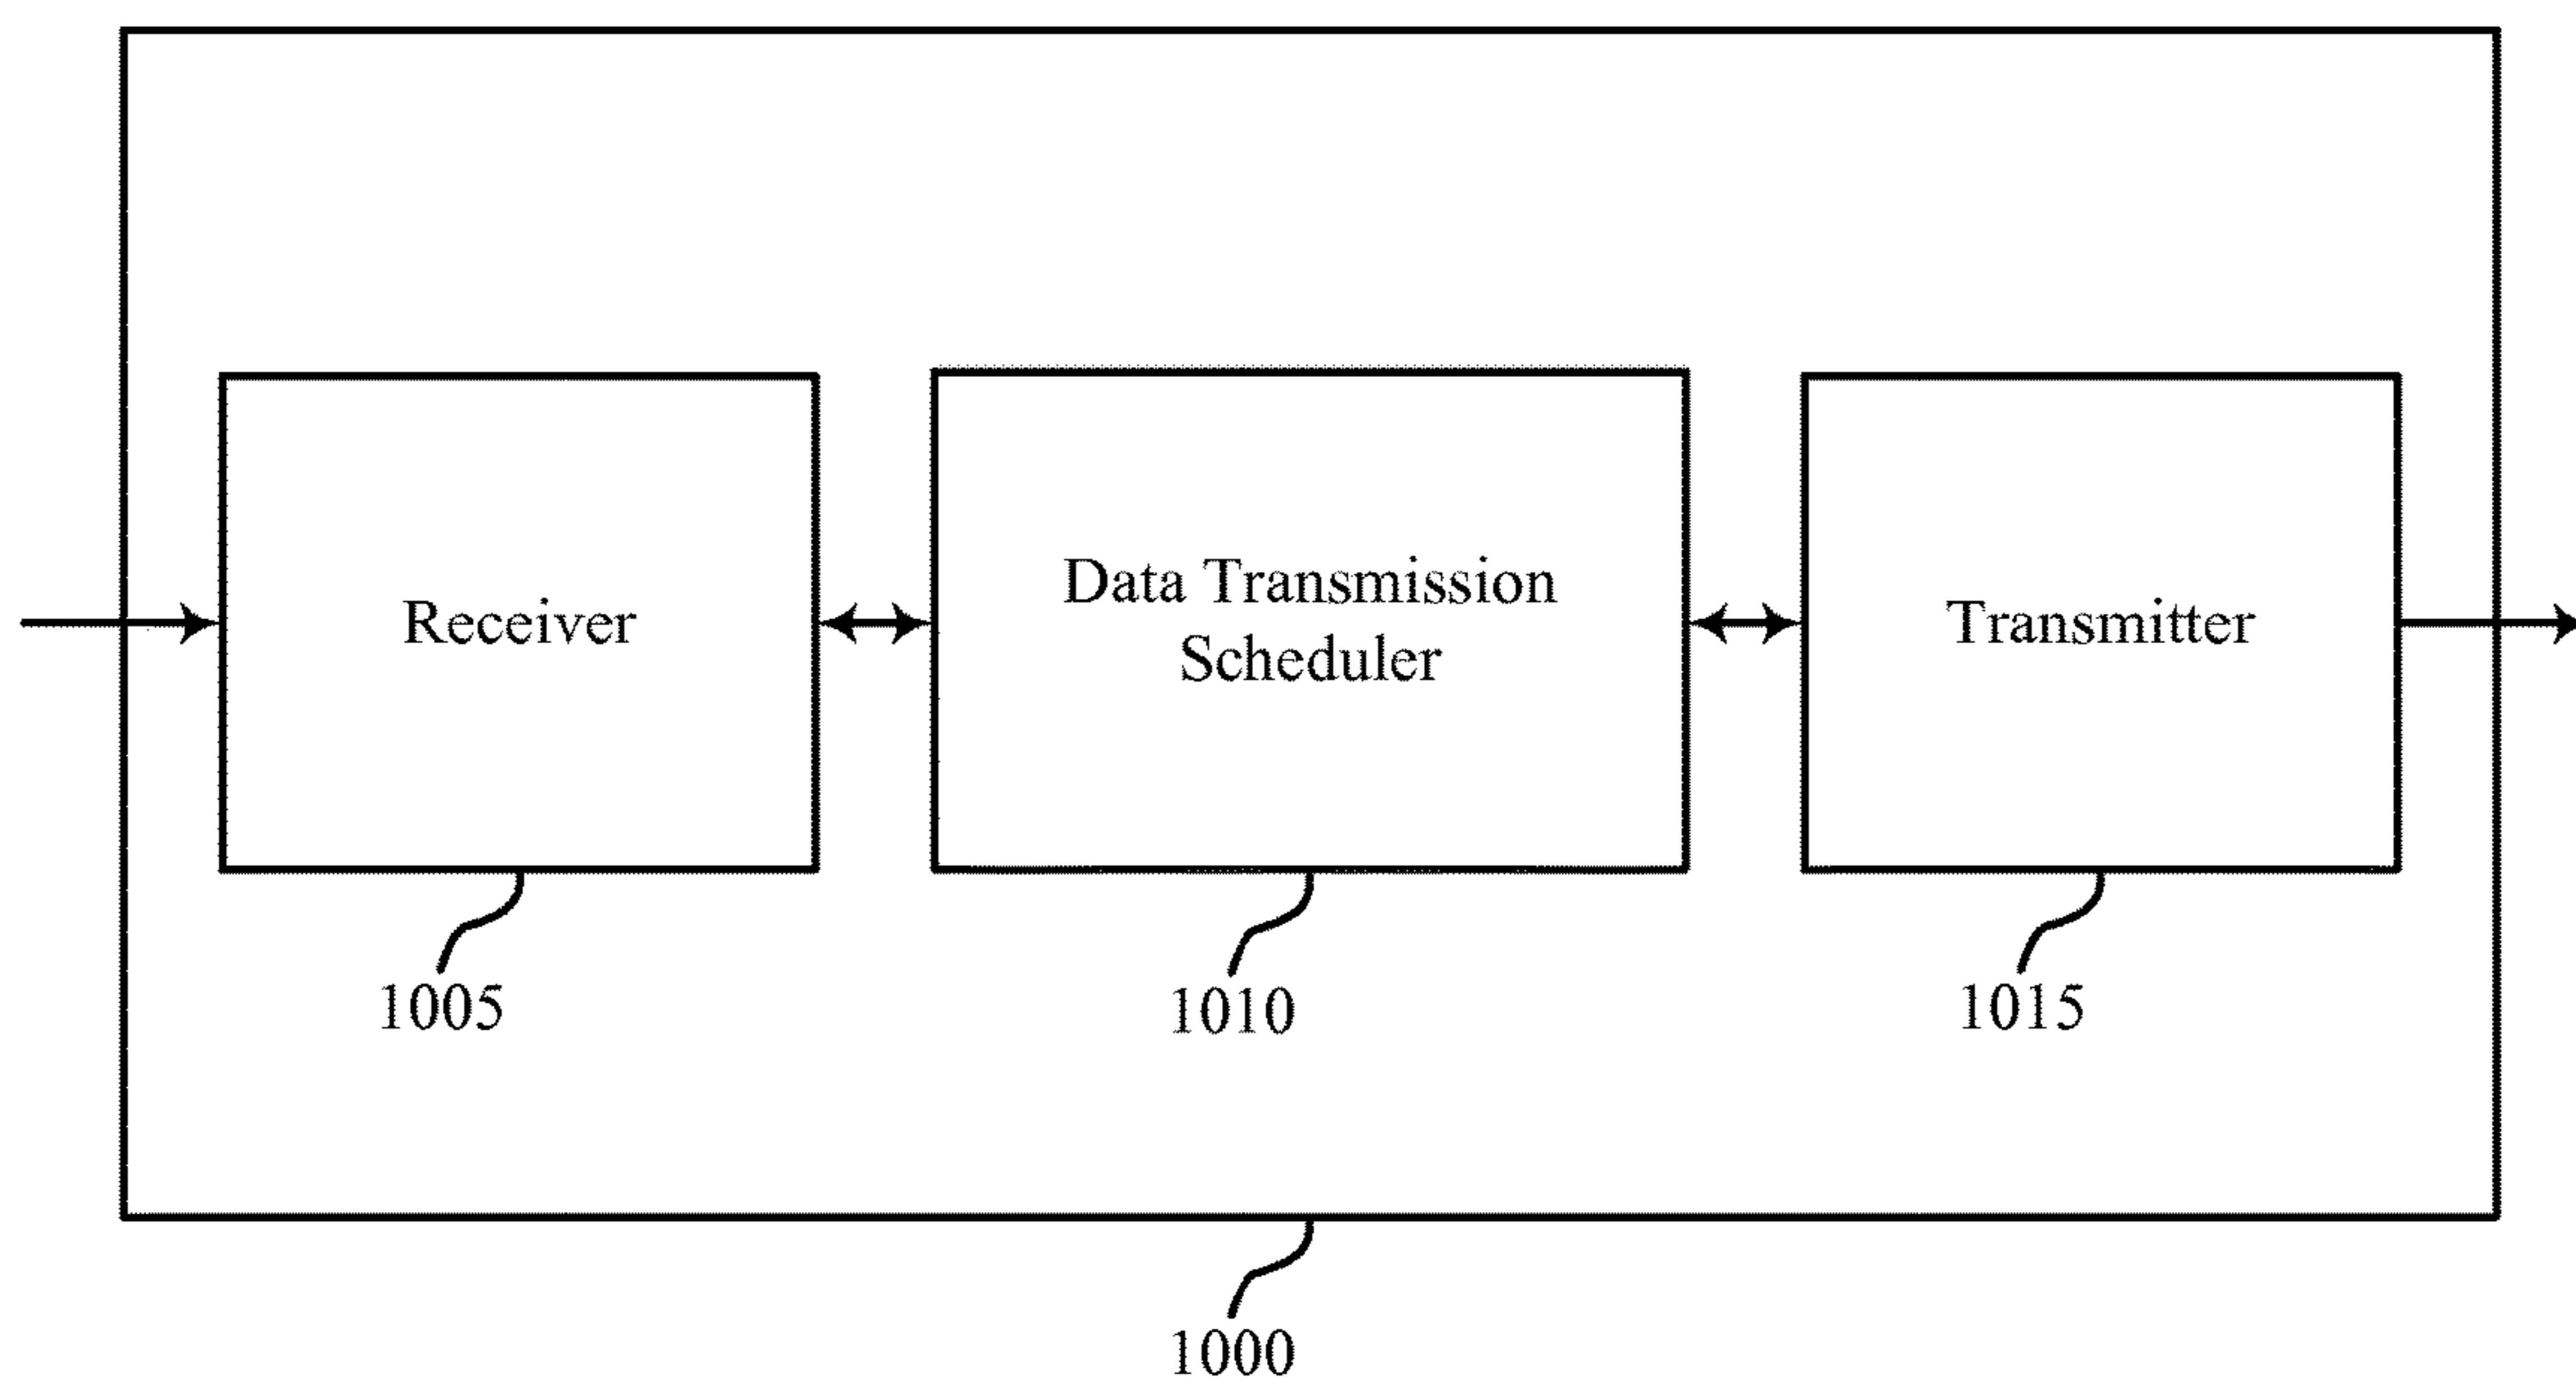 Receiver
Data Transmission
Scheduler
Transmitter
1005
1010
1015
1000